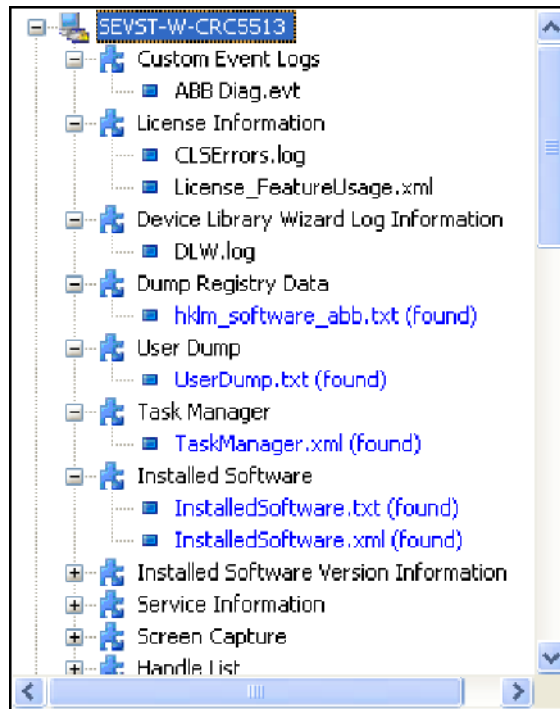 SEVST-W-CRC5513
Custom Event Logs
ABB Diag.evt
License Information
CLSErrors.log
License_FeatureUsage.xml
Device Library Wizard Log Information
DLW.log
Dump Registry Data
hklm_software_abb.txt (found)
User Dump
UserDump.txt (found)
Task Manager
TaskManager.xml (found)
Installed Software
InstalledSoftware.txt (found)
InstalledSoftware.xml (found)
Installed Software Version Information
Service Information
Screen Capture
Handle List